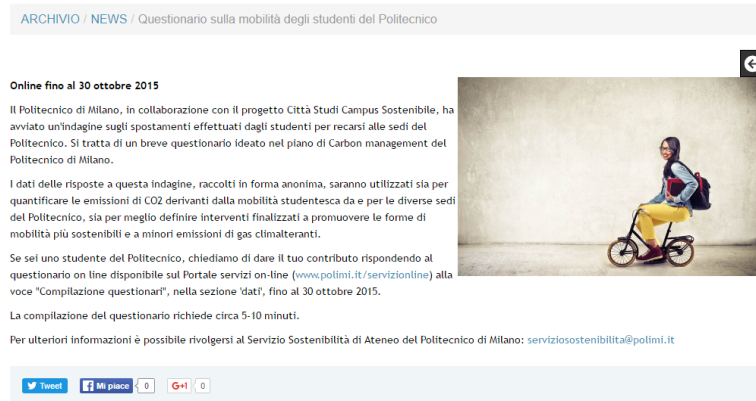 ARCHIVIO / NEWS / Questionario sulla mobilità degli studenti del Politecnico
Online fino al 30 ottobre 2015
Il Politecnico di Milano, in collaborazione con il progetto Città Studi Campus Sostenibile, ha
avviato un'indagine sugli spostamenti effettuati dagli studenti per recarsi alle sedi del
Politecnico. Si tratta di un breve questionario ideato nel piano di Carbon management del
Politecnico di Milano.
I dati delle risposte a questa indagine, raccolti in forma anonima, saranno utilizzati sia per
quantificare le emissioni di CO2 derivanti dalla mobilità studentesca da e per le diverse sedi
del Politecnico, sia per meglio definire interventi finalizzati a promuovere le forme di
mobilità più sostenibili e a minori emissioni di gas climalteranti.
Se sei uno studente del Politecnico, chiediamo di dare il tuo contributo rispondendo al
questionario on line disponibile sul Portale servizi on-line (www.polimi.it/servizionline) alla
voce "Compilazione questionari", nella sezione 'dati', fino al 30 ottobre 2015.
La compilazione del questionario richiede circa 5-10 minuti.
Per ulteriori informazioni è possibile rivolgersi al Servizio Sostenibilità di Ateneo del Politecnico di Milano: serviziosostenibilita@polimi.it
Tweet Mi piace 0 G+1 0